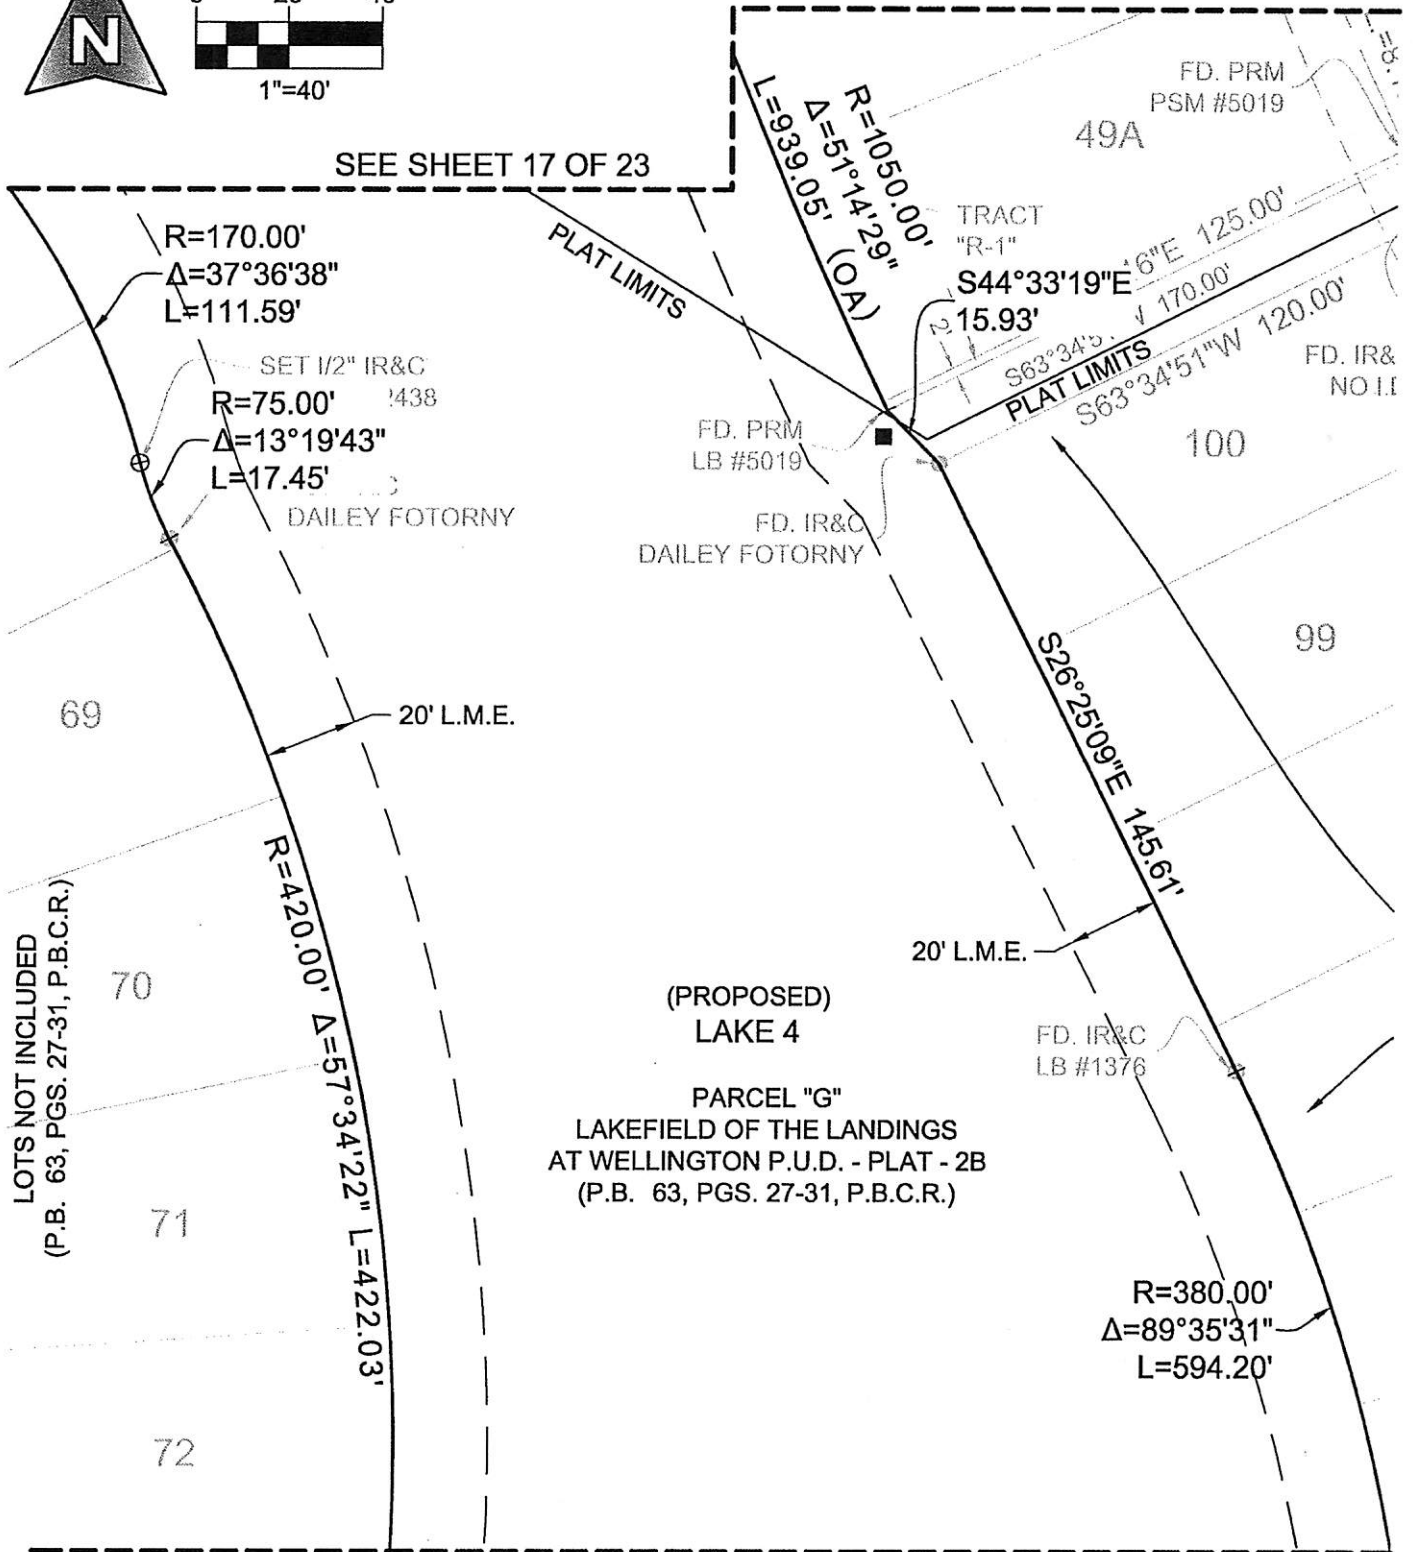 N
1"=40'
SEE SHEET 17 OF 23
R=170.00'
Δ=37°36'38"
L=111.59'
SET I/2" IR&C
2438
R=75.00'
Δ=13°19'43"
L=17.45'
DAILEY FOTORNY
PLAT LIMITS
R=1050.00'
Δ=51°14'29"
L=939.05' (OA)
FD. PRM
PSM #5019
49A
TRACT
"R-1"
S44°33'19"E
15.93'
6"E 125.00'
2'
S63°34'5 170.00'
PLAT LIMITS
S63°34'51"W 120.00'
FD. IR&
FD. PRM
LB #5019
FD. IR&C
DAILEY FOTORNY
100
99
69
20' L.M.E.
S26°25'09"E 145.61'
R=420.00' Δ=57°34'22" L=422.03'
LOTS NOT INCLUDED
(P.B. 63, PGS. 27-31, P.B.C.R.)
70
20' L.M.E.
(PROPOSED)
LAKE 4
FD. IR&C
LB #1376
PARCEL "G"
LAKEFIELD OF THE LANDINGS
AT WELLINGTON P.U.D. - PLAT - 2B
(P.B. 63, PGS. 27-31, P.B.C.R.)
71
R=380.00'
Δ=89°35'31"
L=594.20'
72